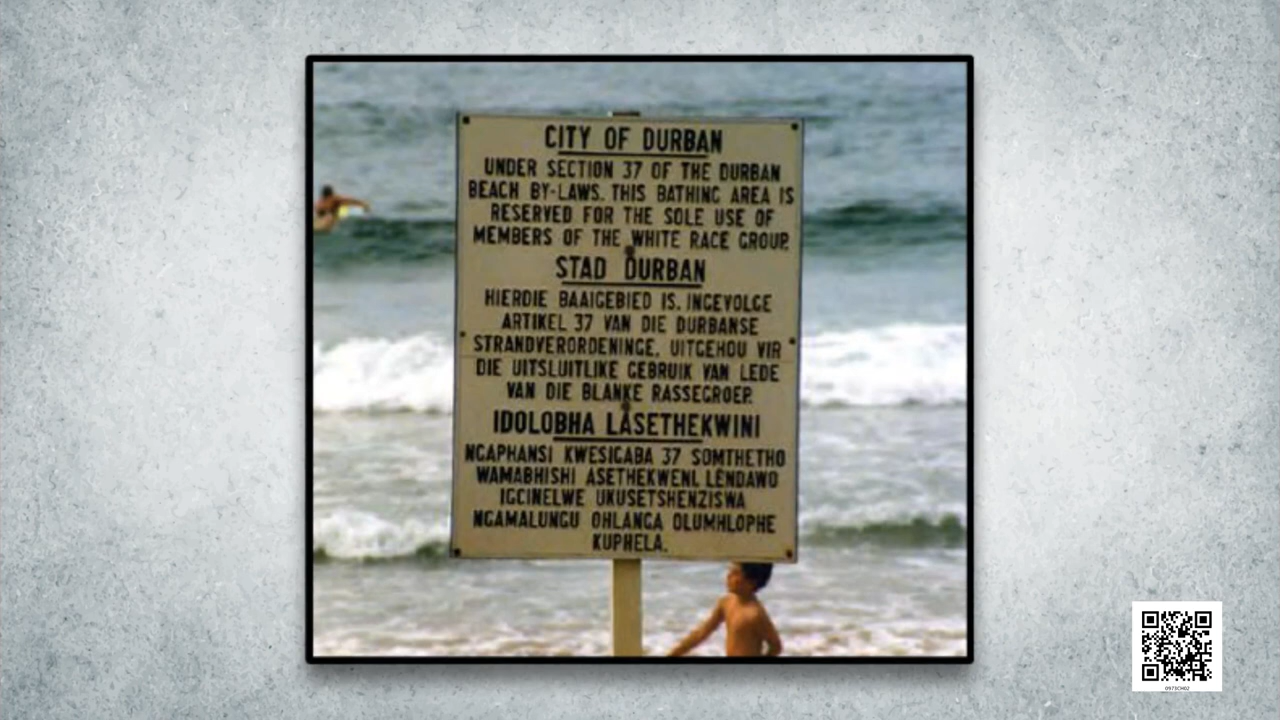 CITY OF DURBAN
UNDER SECTION 37 OF THE DURBAN
BEACH BY-LAWS. THIS BATHING AREA IS
RESERVED FOR THE SOLE USE OF
MEMBERS OF THE WHITE RACE GROUP.
STAD DURBAN
HIERDIE BAAIGEBIED IS. INGEVOLGE
ARTIKEL 37 VAN DIE DURBANSE
STRANDVERORDENINGE, UITGEHOU VIR
DIE UITSLUITLIKE GEBRUIK VAN LEDE
VAN DIE BLANKE RASSEGROEP.
IDOLOBHA LASETHEKWINI
NGAPHANSI KWESIGABA 37 SOMTHETHO
WAMABHISHI ASETHEKWENI, LENDAWO
IGCINELWE UKUSETSHENZISWA
NGAMALUNGU OHLANGA OLUMHLOPHE
KUPHELA.
0973CH02